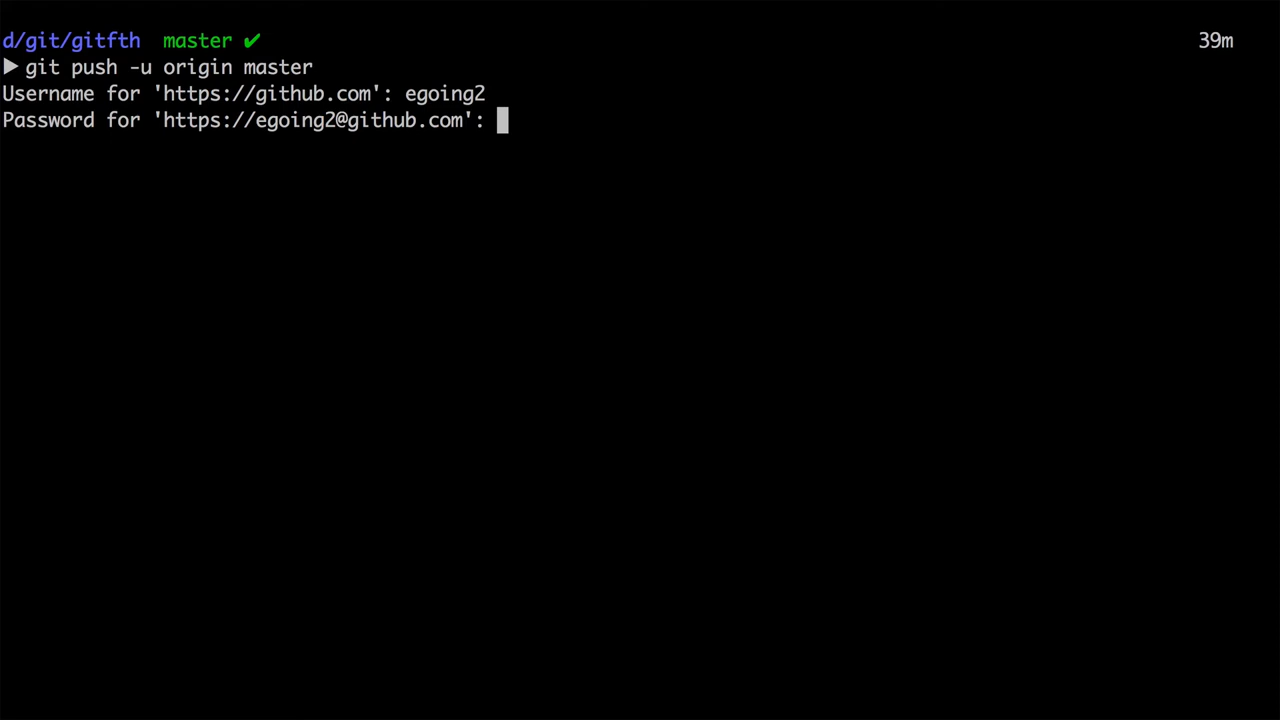 d/git/gitfth master ✔ 39m
▶ git push -u origin master
Username for 'https://github.com': egoing2
Password for 'https://egoing2@github.com':